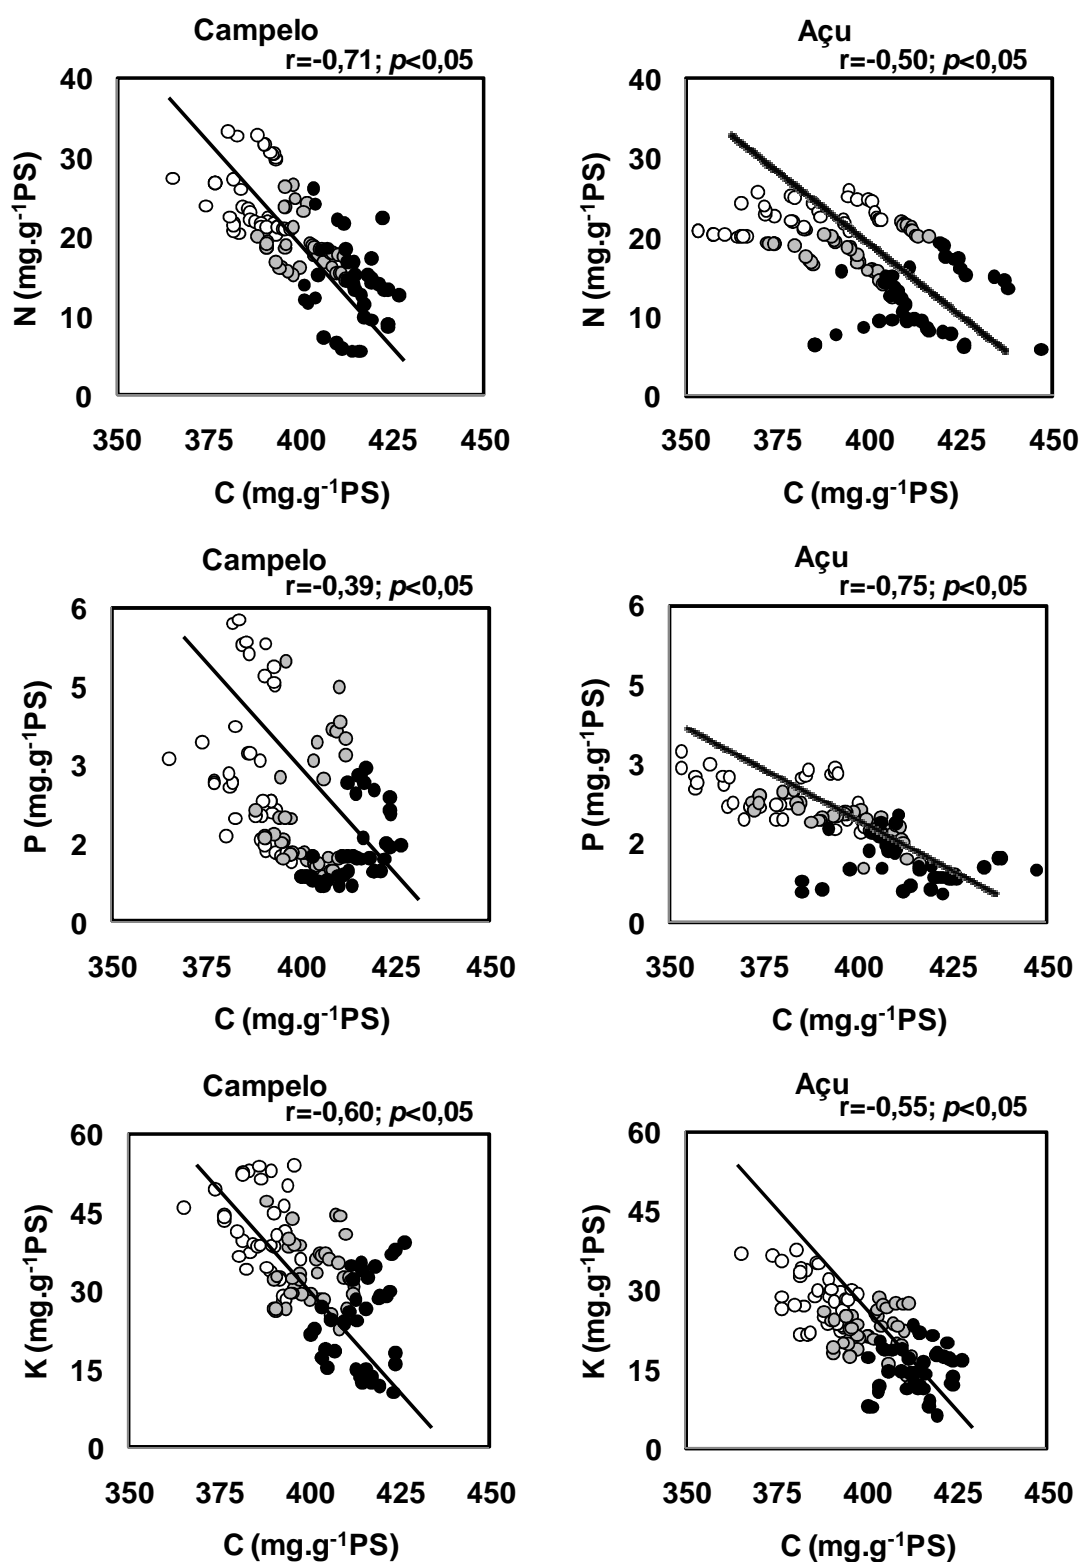 Campelo
r=-0,71; p<0,05
40
30
20
10
0
N (mg.g-1PS)
350 375 400 425 450
C (mg.g-1PS)
Açu
r=-0,50; p<0,05
40
30
20
10
0
N (mg.g-1PS)
350 375 400 425 450
C (mg.g-1PS)
Campelo
r=-0,39; p<0,05
6
5
3
2
0
P (mg.g-1PS)
350 375 400 425 450
C (mg.g-1PS)
Açu
r=-0,75; p<0,05
6
5
3
2
0
P (mg.g-1PS)
350 375 400 425 450
C (mg.g-1PS)
Campelo
r=-0,60; p<0,05
60
45
30
15
0
K (mg.g-1PS)
350 375 400 425 450
C (mg.g-1PS)
Açu
r=-0,55; p<0,05
60
45
30
15
0
K (mg.g-1PS)
350 375 400 425 450
C (mg.g-1PS)